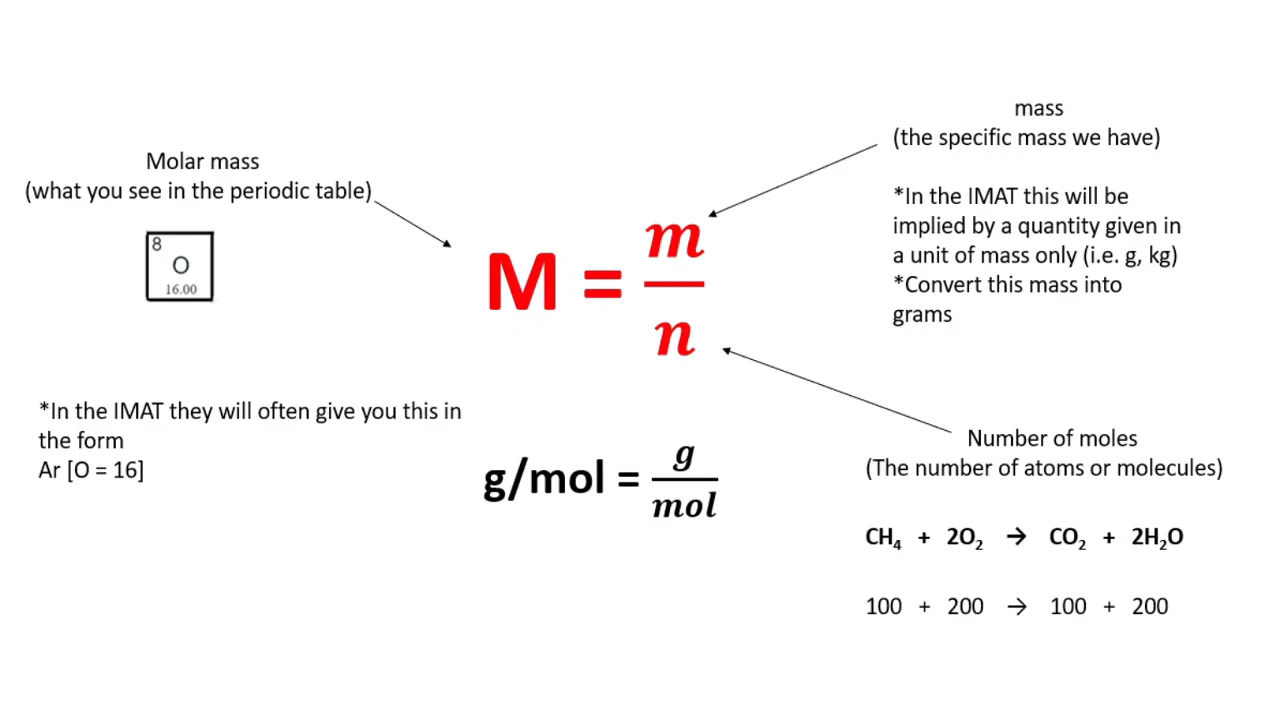 Molar mass
(what you see in the periodic table)
8
O
16.00
*In the IMAT they will often give you this in
the form
Ar [O = 16]
M = m/n
g/mol = g/mol
mass
(the specific mass we have)
*In the IMAT this will be
implied by a quantity given in
a unit of mass only (i.e. g, kg)
*Convert this mass into
grams
Number of moles
(The number of atoms or molecules)
CH₄ + 2O₂ → CO₂ + 2H₂O
100 + 200 → 100 + 200